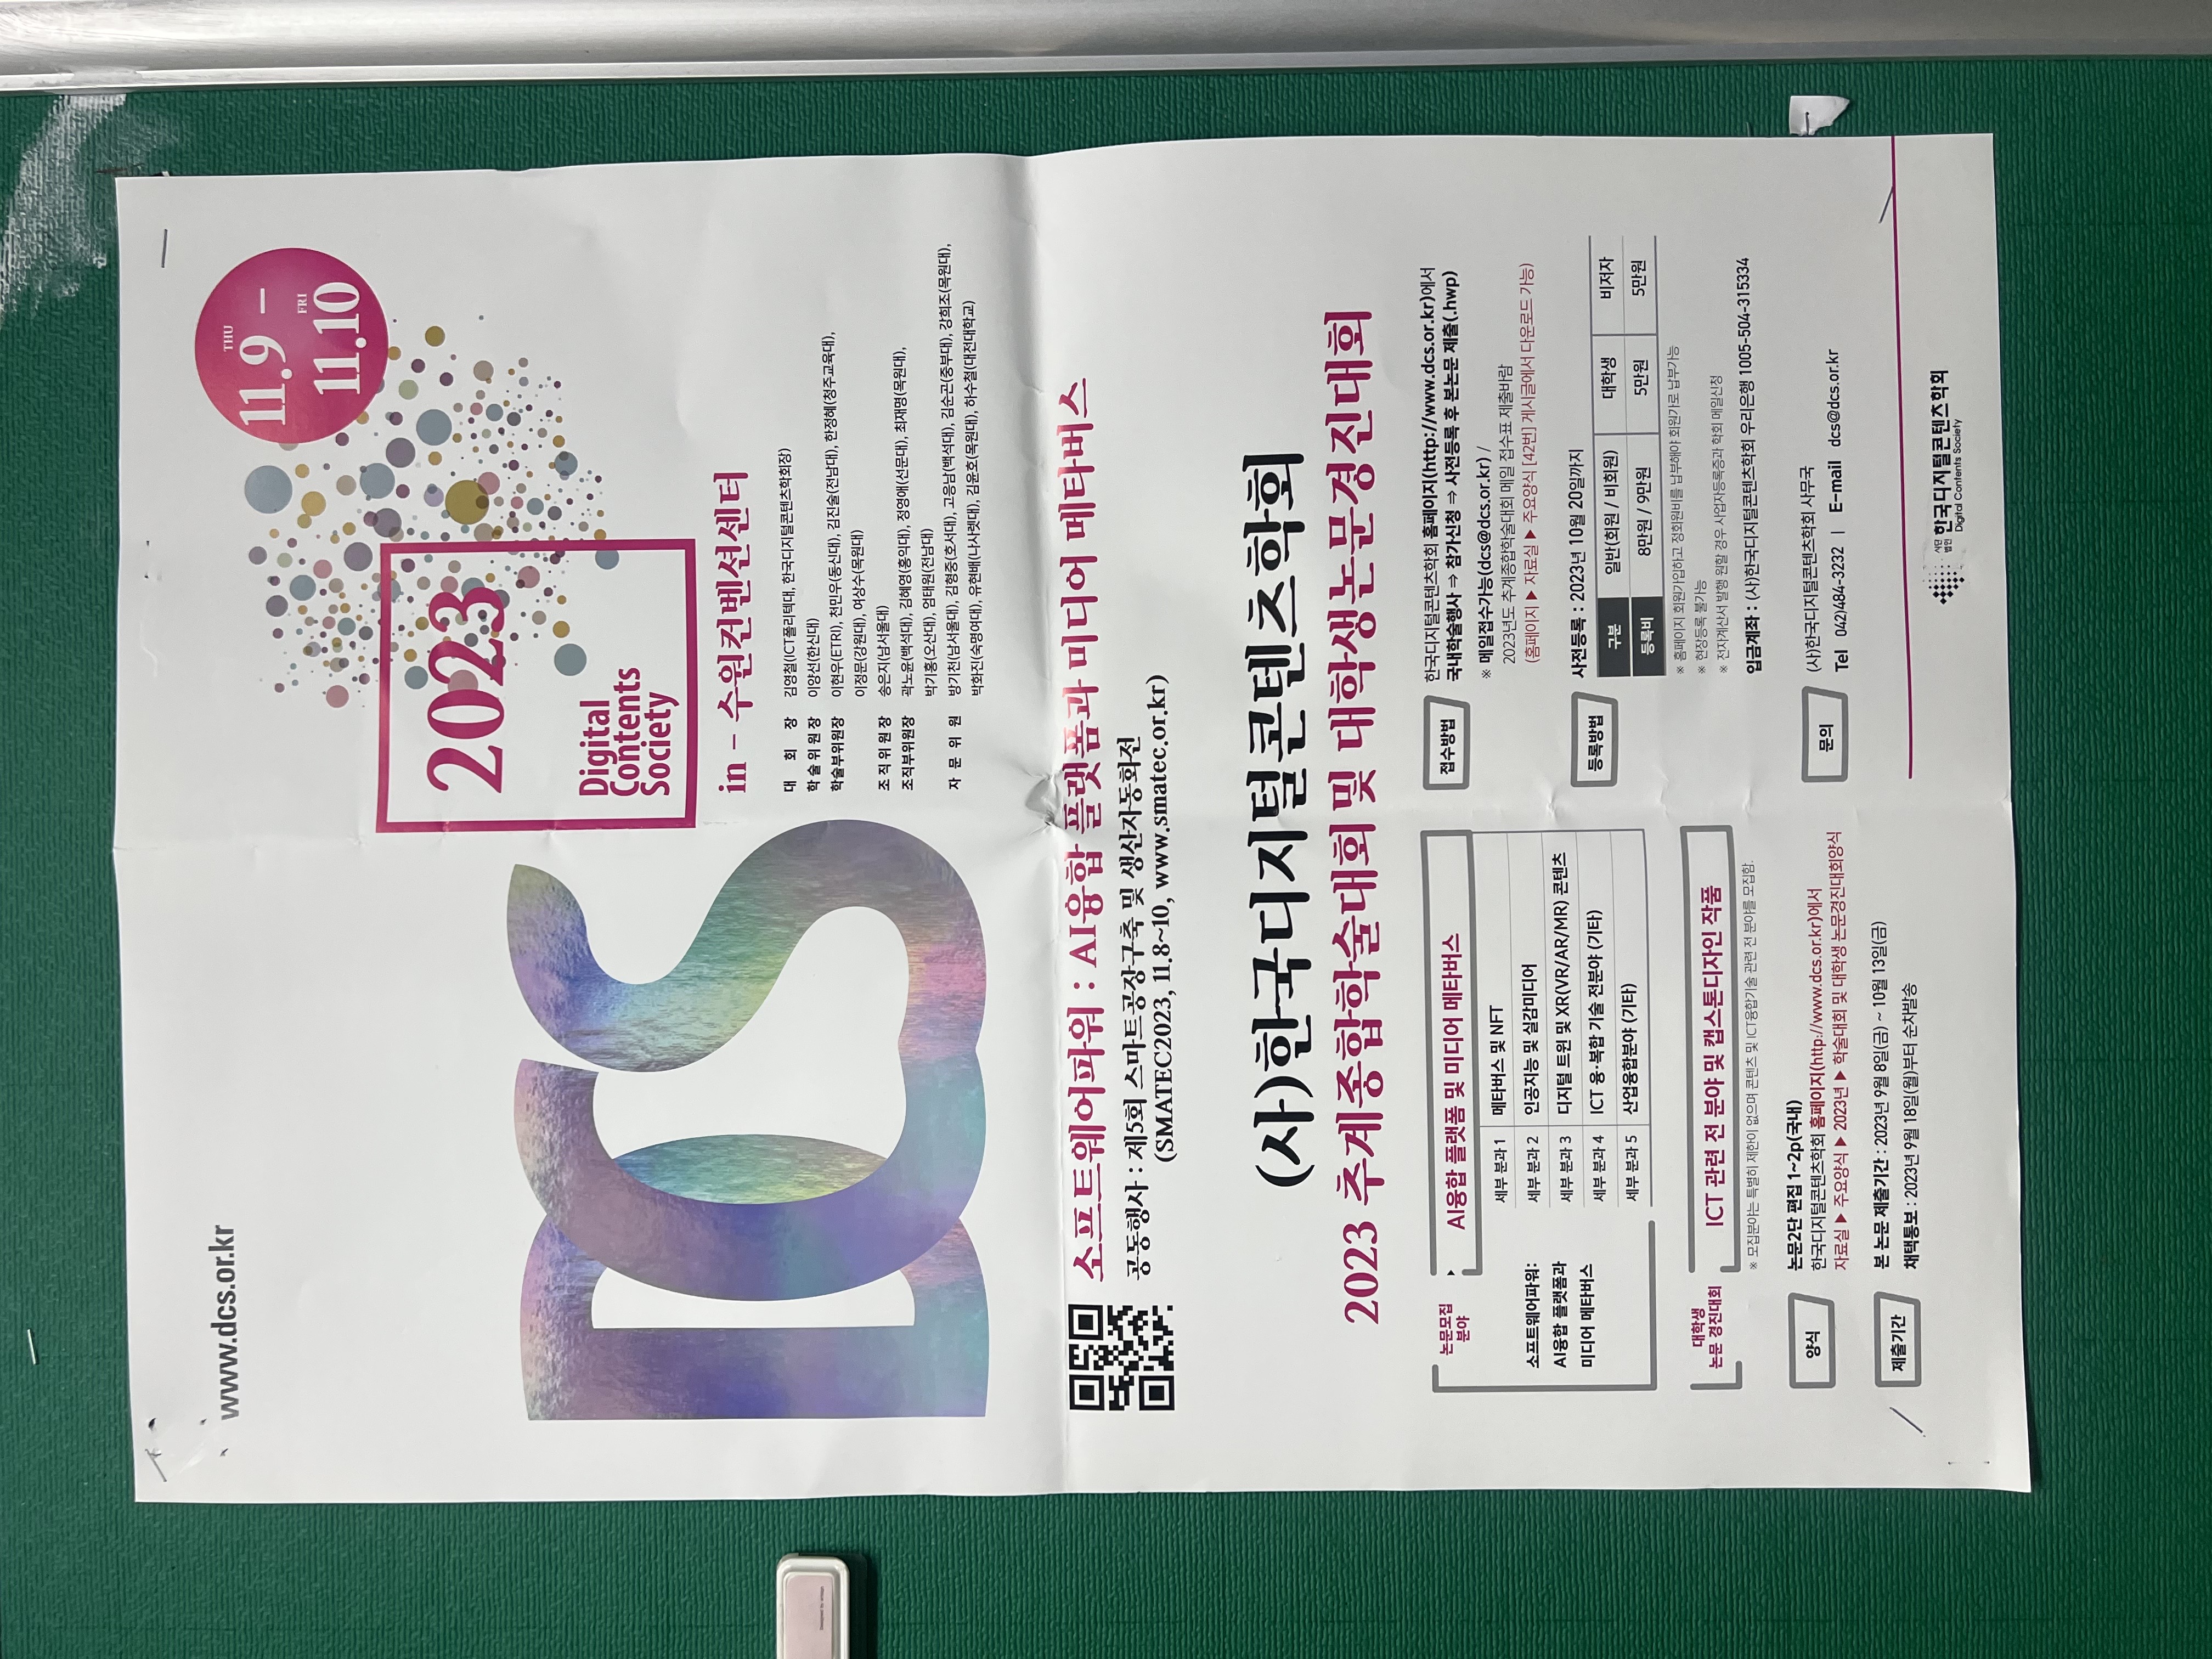 www.dcs.or.kr
THU
11.9 –
FRI
11.10
2023
Digital
Contents
Society
DCS
in - 수원컨벤션센터
대 회 장 김영철(ICT폴리텍대, 한국디지털콘텐츠학회장)
학술위원장 이양선(한신대)
학술부위원장 이현우(ETRI), 천민우(동신대), 김진술(전남대), 한정혜(청주교육대),
이정문(강원대), 여상수(목원대)
조직위원장 송은지(남서울대)
조직부위원장 곽노윤(백석대), 김혜영(홍익대), 정영애(선문대), 최재명(목원대),
박기홍(오산대), 엄태원(전남대)
자 문 위 원 방기천(남서울대), 김형중(호서대), 고응남(백석대), 김순곤(중부대), 강희조(목원대),
박화진(숙명여대), 유현배(나사렛대), 김윤호(목원대), 하수철(대전대학교)
소프트웨어파워 : AI융합 플랫폼과 미디어 메타버스
공동행사 : 제5회 스마트공장구축 및 생산자동화전
(SMATEC2023, 11.8~10, www.smatec.or.kr)
(사)한국디지털콘텐츠학회
2023 추계종합학술대회 및 대학생논문경진대회
논문모집
분야
AI융합 플랫폼 및 미디어 메타버스
소프트웨어파워:
AI융합 플랫폼과
미디어 메타버스
세부 분과 1 메타버스 및 NFT
세부 분과 2 인공지능 및 실감미디어
세부 분과 3 디지털 트윈 및 XR(VR/AR/MR) 콘텐츠
세부 분과 4 ICT 융·복합 기술 전분야 (기타)
세부 분과 5 산업융합분야 (기타)
대학생
논문 경진대회
ICT 관련 전 분야 및 캡스톤디자인 작품
※ 모집분야는 특별히 제한이 없으며 콘텐츠 및 ICT융합기술 관련 전 분야를 모집함.
양식
논문2단 편집 1~2p(국내)
한국디지털콘텐츠학회 홈페이지(http://www.dcs.or.kr)에서
자료실 ▶ 주요양식 ▶ 2023년 ▶ 학술대회 및 대학생 논문경진대회양식
제출기간
본 논문 제출기간 : 2023년 9월 8일(금) ~ 10월 13일(금)
채택통보 : 2023년 9월 18일(월)부터 순차발송
접수방법
한국디지털콘텐츠학회 홈페이지(http://www.dcs.or.kr)에서
국내학술행사 ⇒ 참가신청 ⇒ 사전등록 후 본논문 제출(.hwp)
※ 메일접수가능(dcs@dcs.or.kr) /
2023년도 추계종합학술대회 메일 접수표 제출바람
(홈페이지 ▶ 자료실 ▶ 주요양식 [42번] 게시글에서 다운로드 가능)
등록방법
사전등록 : 2023년 10월 20일까지
구분 일반(회원 / 비회원) 대학생 비저자
등록비 8만원 / 9만원 5만원 5만원
※ 홈페이지 회원가입하고 정회원비를 납부해야 회원가로 납부가능
※ 현장등록 불가능
※ 전자계산서 발행 원할 경우 사업자등록증과 학회 메일신청
입금계좌 : (사)한국디지털콘텐츠학회 우리은행 1005-504-315334
문의
(사)한국디지털콘텐츠학회 사무국
Tel 042)484-3232 | E-mail dcs@dcs.or.kr
사단
법인 한국디지털콘텐츠학회
Digital Contents Society